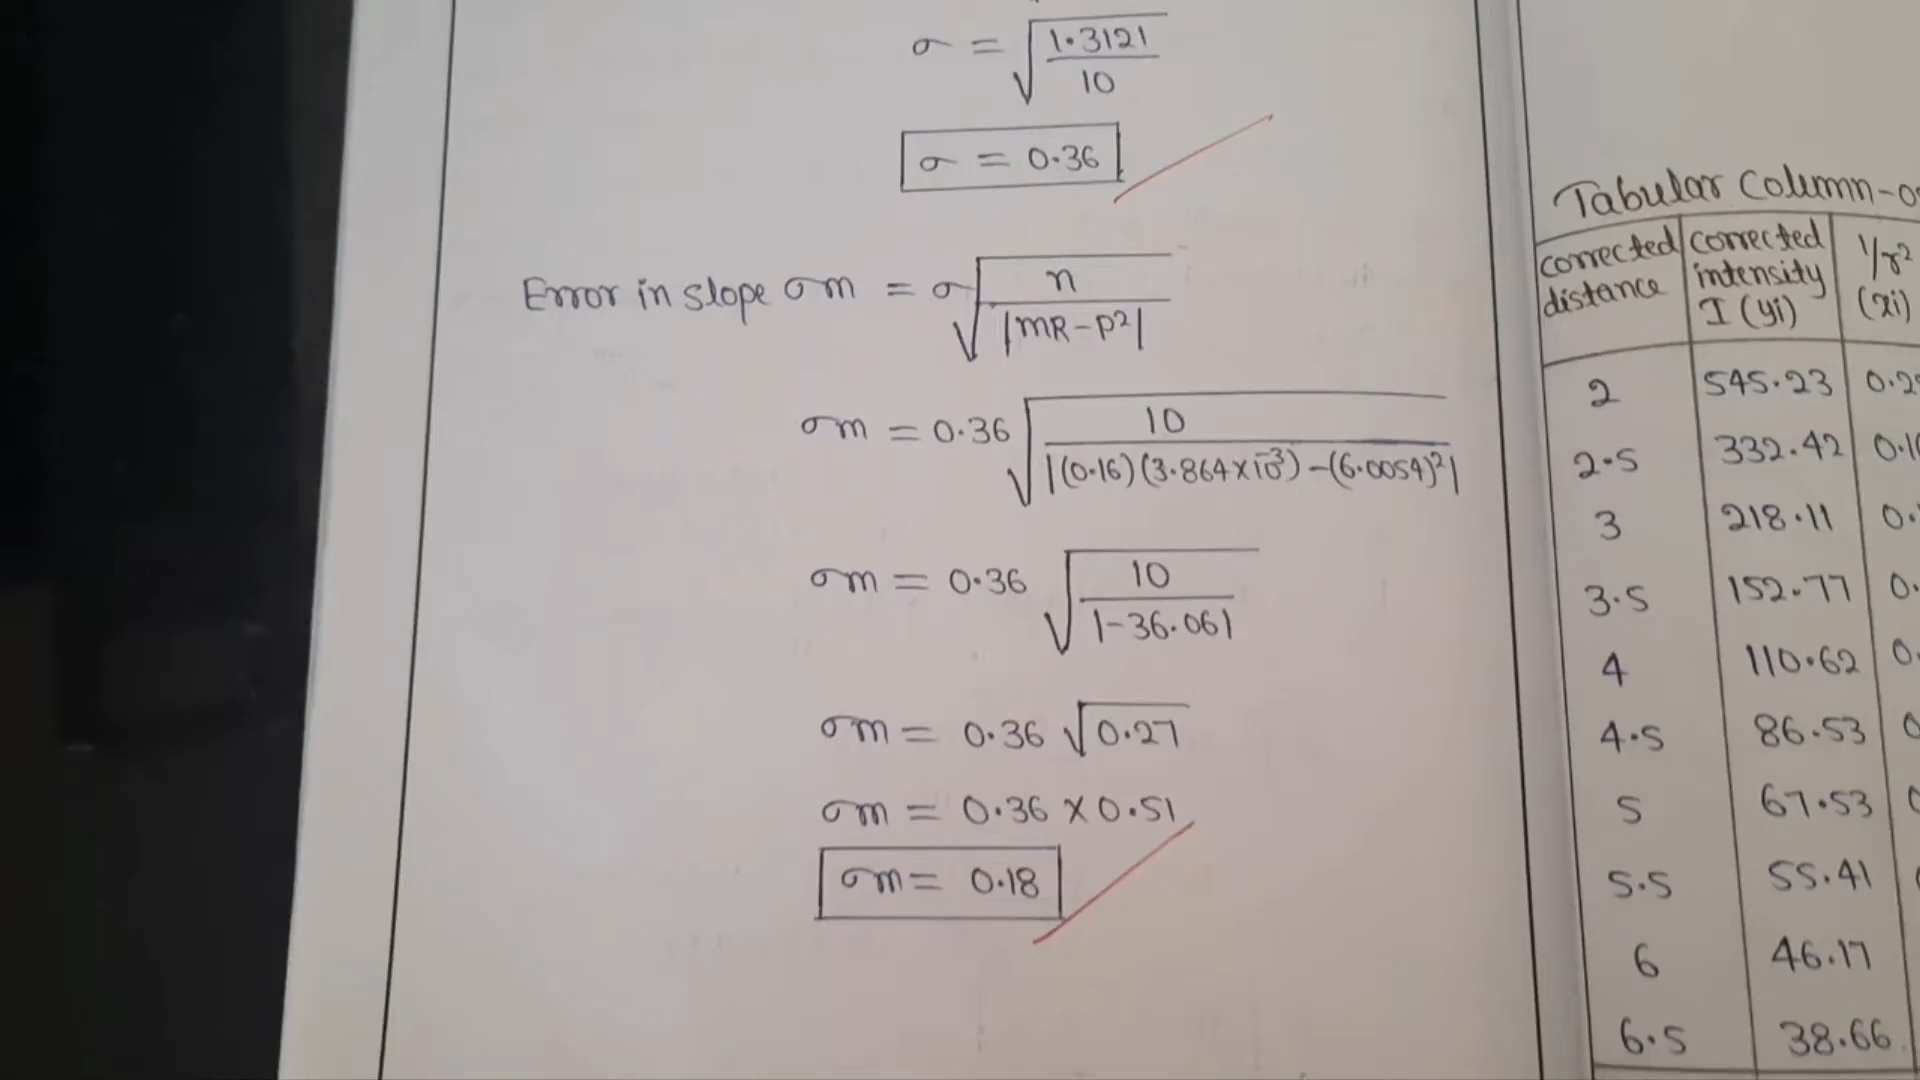 σ = √(1.3121/10)
σ = 0.36
Error in slope σm = σ√(n/|mR-P²|)
σm = 0.36 √(10/|(0.16)(3.864×10⁻³)-(6.0054)²|)
σm = 0.36 √(10/|-36.06|)
σm = 0.36 √0.27
σm = 0.36 × 0.51
σm = 0.18
Tabular Column-
corrected distance | corrected intensity I (yi) | 1/r² (xi)
2 | 545.23
2.5 | 332.42
3 | 218.11
3.5 | 152.77
4 | 110.62
4.5 | 86.53
5 | 67.53
5.5 | 55.41
6 | 46.17
6.5 | 38.66